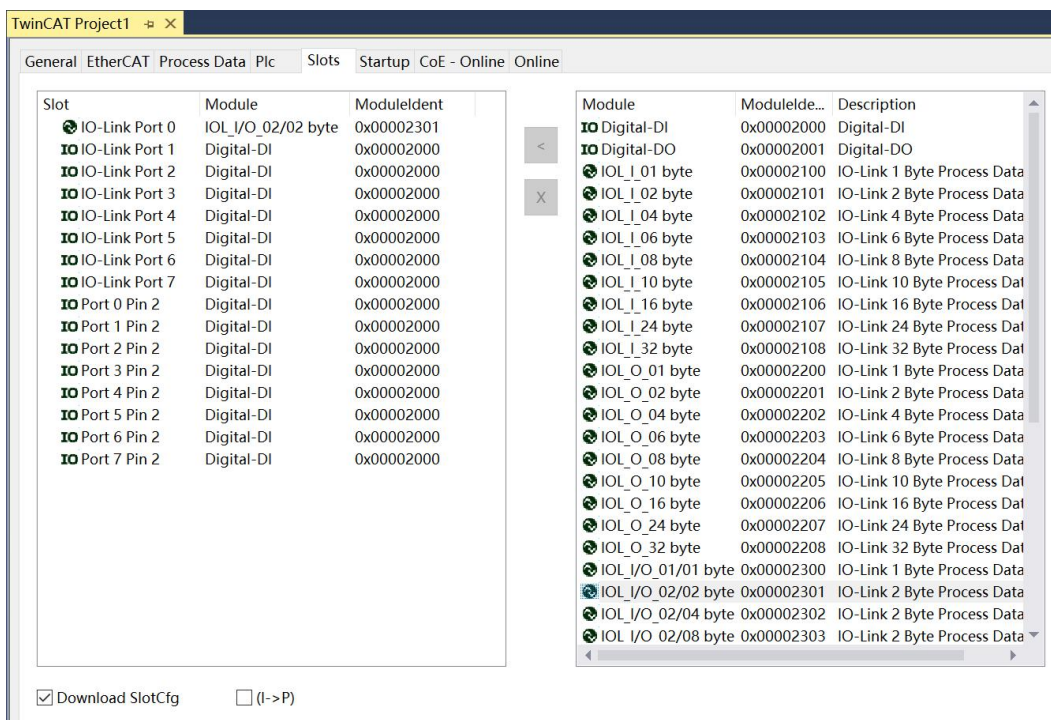 TwinCAT Project1
General EtherCAT Process Data Plc Slots Startup CoE - Online Online
Slot Module ModuleIdent
IO-Link Port 0 IOL_I/O_02/02 byte 0x00002301
IO IO-Link Port 1 Digital-DI 0x00002000
IO IO-Link Port 2 Digital-DI 0x00002000
IO IO-Link Port 3 Digital-DI 0x00002000
IO IO-Link Port 4 Digital-DI 0x00002000
IO IO-Link Port 5 Digital-DI 0x00002000
IO IO-Link Port 6 Digital-DI 0x00002000
IO IO-Link Port 7 Digital-DI 0x00002000
IO Port 0 Pin 2 Digital-DI 0x00002000
IO Port 1 Pin 2 Digital-DI 0x00002000
IO Port 2 Pin 2 Digital-DI 0x00002000
IO Port 3 Pin 2 Digital-DI 0x00002000
IO Port 4 Pin 2 Digital-DI 0x00002000
IO Port 5 Pin 2 Digital-DI 0x00002000
IO Port 6 Pin 2 Digital-DI 0x00002000
IO Port 7 Pin 2 Digital-DI 0x00002000
<
X
Module ModuleIde... Description
IO Digital-DI 0x00002000 Digital-DI
IO Digital-DO 0x00002001 Digital-DO
IOL_I_01 byte 0x00002100 IO-Link 1 Byte Process Data
IOL_I_02 byte 0x00002101 IO-Link 2 Byte Process Data
IOL_I_04 byte 0x00002102 IO-Link 4 Byte Process Data
IOL_I_06 byte 0x00002103 IO-Link 6 Byte Process Data
IOL_I_08 byte 0x00002104 IO-Link 8 Byte Process Data
IOL_I_10 byte 0x00002105 IO-Link 10 Byte Process Dat
IOL_I_16 byte 0x00002106 IO-Link 16 Byte Process Dat
IOL_I_24 byte 0x00002107 IO-Link 24 Byte Process Dat
IOL_I_32 byte 0x00002108 IO-Link 32 Byte Process Dat
IOL_O_01 byte 0x00002200 IO-Link 1 Byte Process Data
IOL_O_02 byte 0x00002201 IO-Link 2 Byte Process Data
IOL_O_04 byte 0x00002202 IO-Link 4 Byte Process Data
IOL_O_06 byte 0x00002203 IO-Link 6 Byte Process Data
IOL_O_08 byte 0x00002204 IO-Link 8 Byte Process Data
IOL_O_10 byte 0x00002205 IO-Link 10 Byte Process Dat
IOL_O_16 byte 0x00002206 IO-Link 16 Byte Process Dat
IOL_O_24 byte 0x00002207 IO-Link 24 Byte Process Dat
IOL_O_32 byte 0x00002208 IO-Link 32 Byte Process Dat
IOL_I/O_01/01 byte 0x00002300 IO-Link 1 Byte Process Data
IOL_I/O_02/02 byte 0x00002301 IO-Link 2 Byte Process Data
IOL_I/O_02/04 byte 0x00002302 IO-Link 2 Byte Process Data
IOL_I/O_02/08 byte 0x00002303 IO-Link 2 Byte Process Data
Download SlotCfg (I->P)